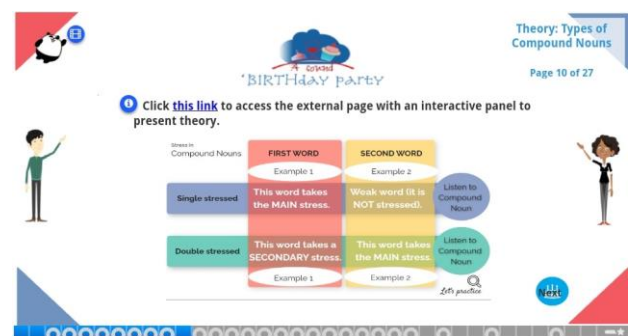 Theory: Types of
Compound Nouns
Page 10 of 27
A COVID
'BIRTHday PARTY
Click this link to access the external page with an interactive panel to
present theory.
Stress in
Compound Nouns
FIRST WORD
SECOND WORD
Example 1
Example 2
Single stressed
This word takes
the MAIN stress.
Weak word (it is
NOT stressed).
Listen to
Compound
Noun
Double stressed
This word takes a
SECONDARY stress.
This word takes
the MAIN stress.
Listen to
Compound
Noun
Example 1
Example 2
Let's practice
Next